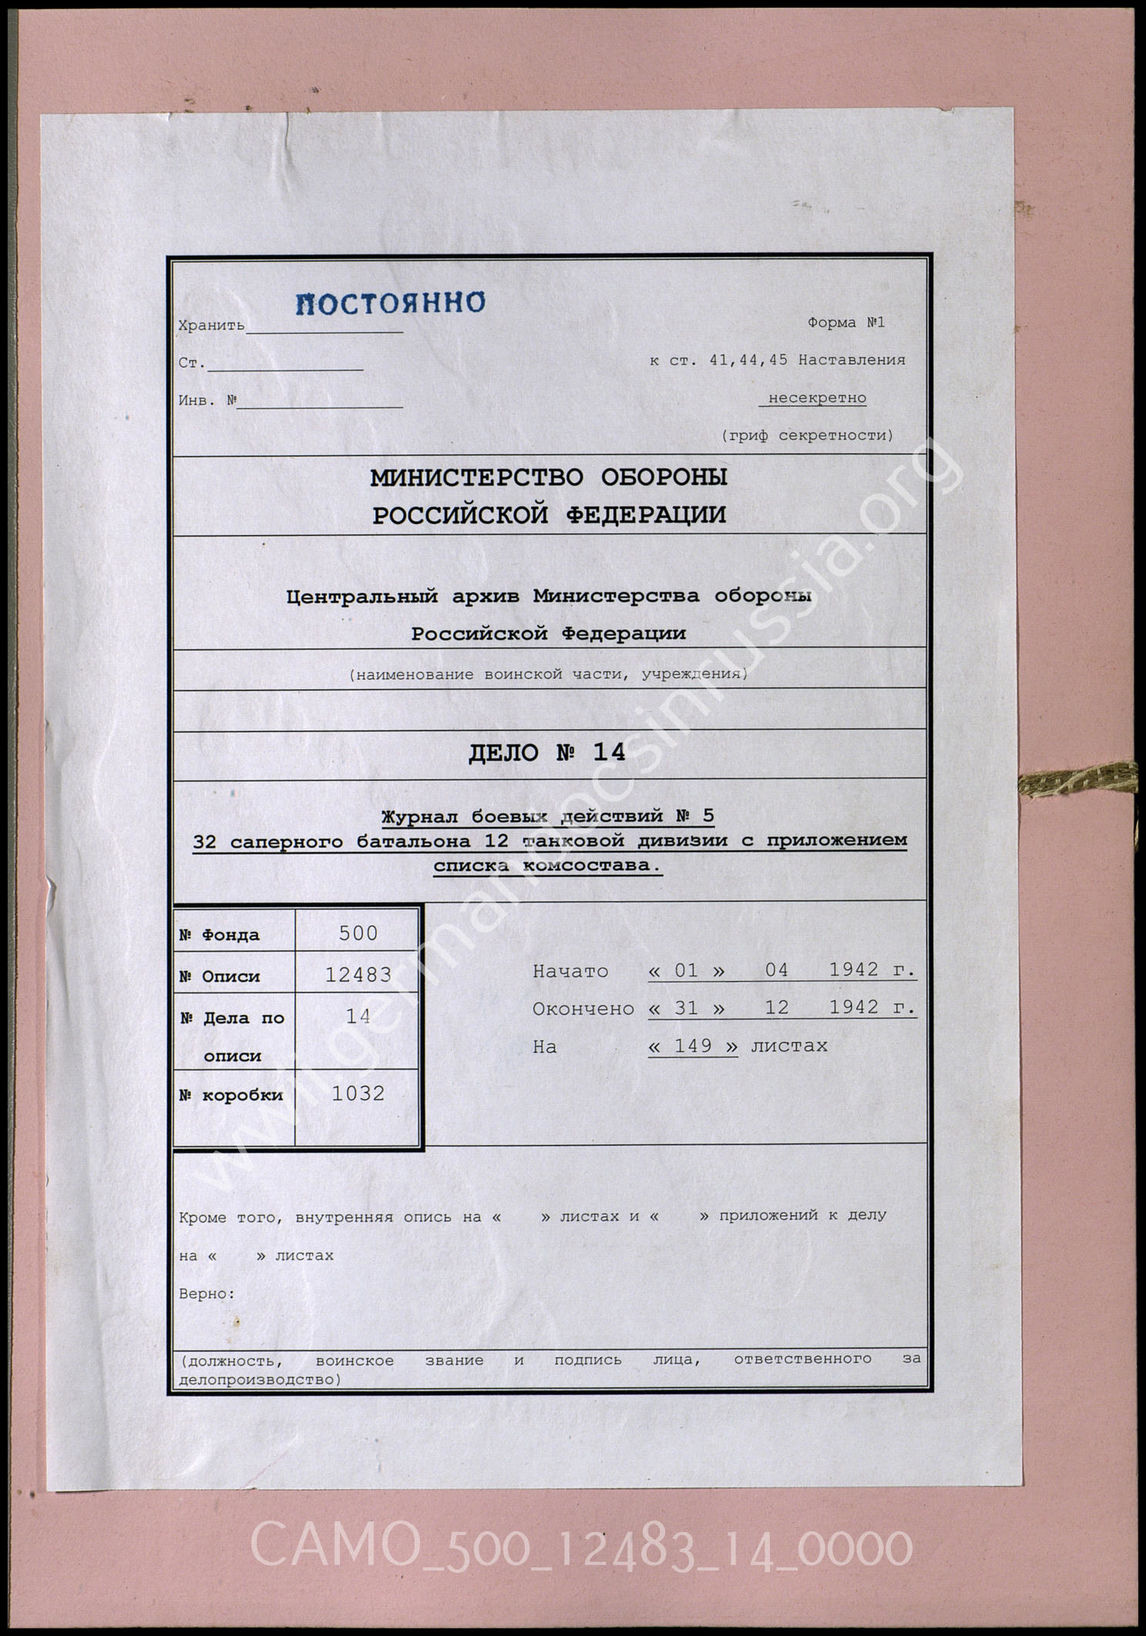 ПОСТОЯННО
Хранить
Форма №1
Ст.
к ст. 41,44,45 Наставления
Инв. №
несекретно
(гриф секретности)
МИНИСТЕРСТВО ОБОРОНЫ
РОССИЙСКОЙ ФЕДЕРАЦИИ
Центральный архив Министерства обороны
Российской Федерации
(наименование воинской части, учреждения)
ДЕЛО № 14
Журнал боевых действий № 5
32 саперного батальона 12 танковой дивизии с приложением
списка комсостава.
№ Фонда 500
№ Описи 12483
№ Дела по 14
описи
№ коробки 1032
Начато « 01 » 04 1942 г.
Окончено « 31 » 12 1942 г.
На « 149 » листах
Кроме того, внутренняя опись на « » листах и « » приложений к делу
на « » листах
Верно:
(должность, воинское звание и подпись лица, ответственного за
делопроизводство)
www.germandocsinrussia.org
CAMO_500_12483_14_0000